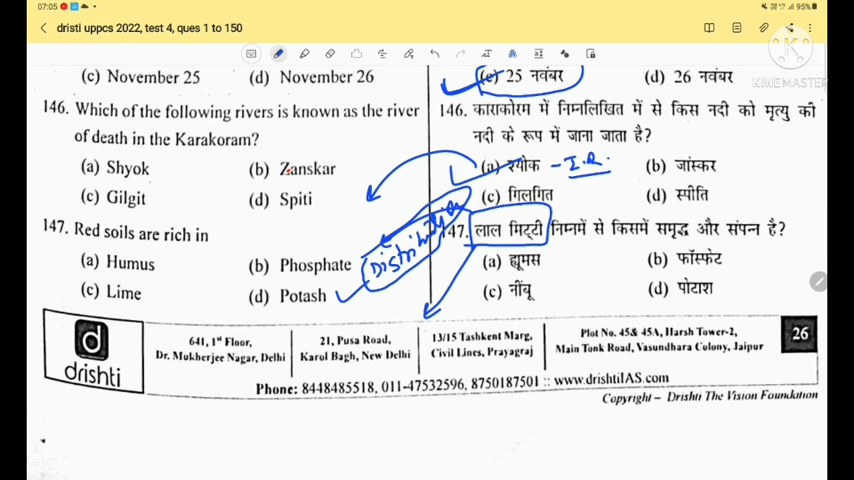 07:05
95%
dristi uppcs 2022, test 4, ques 1 to 150
KINEMASTER
(c) November 25 (d) November 26
146. Which of the following rivers is known as the river
of death in the Karakoram?
(a) Shyok (b) Zanskar
(c) Gilgit (d) Spiti
147. Red soils are rich in
(a) Humus (b) Phosphate
(c) Lime (d) Potash
(c) 25 नवंबर (d) 26 नवंबर
146. काराकोरम में निम्नलिखित में से किस नदी को मृत्यु की
नदी के रूप में जाना जाता है?
(a) श्योक - I.R. (b) जांस्कर
(c) गिलगित (d) स्पीति
Distribution
147. लाल मिट्टी निम्नमें से किसमें समृद्ध और संपन्न है?
(a) ह्यूमस (b) फॉस्फेट
(c) नींबू (d) पोटाश
d
drishti
641, 1st Floor,
Dr. Mukherjee Nagar, Delhi
21, Pusa Road,
Karol Bagh, New Delhi
13/15 Tashkent Marg,
Civil Lines, Prayagraj
Plot No. 45& 45A, Harsh Tower-2,
Main Tonk Road, Vasundhara Colony, Jaipur
26
Phone: 8448485518, 011-47532596, 8750187501 :: www.drishtiIAS.com
Copyright – Drishti The Vision Foundation